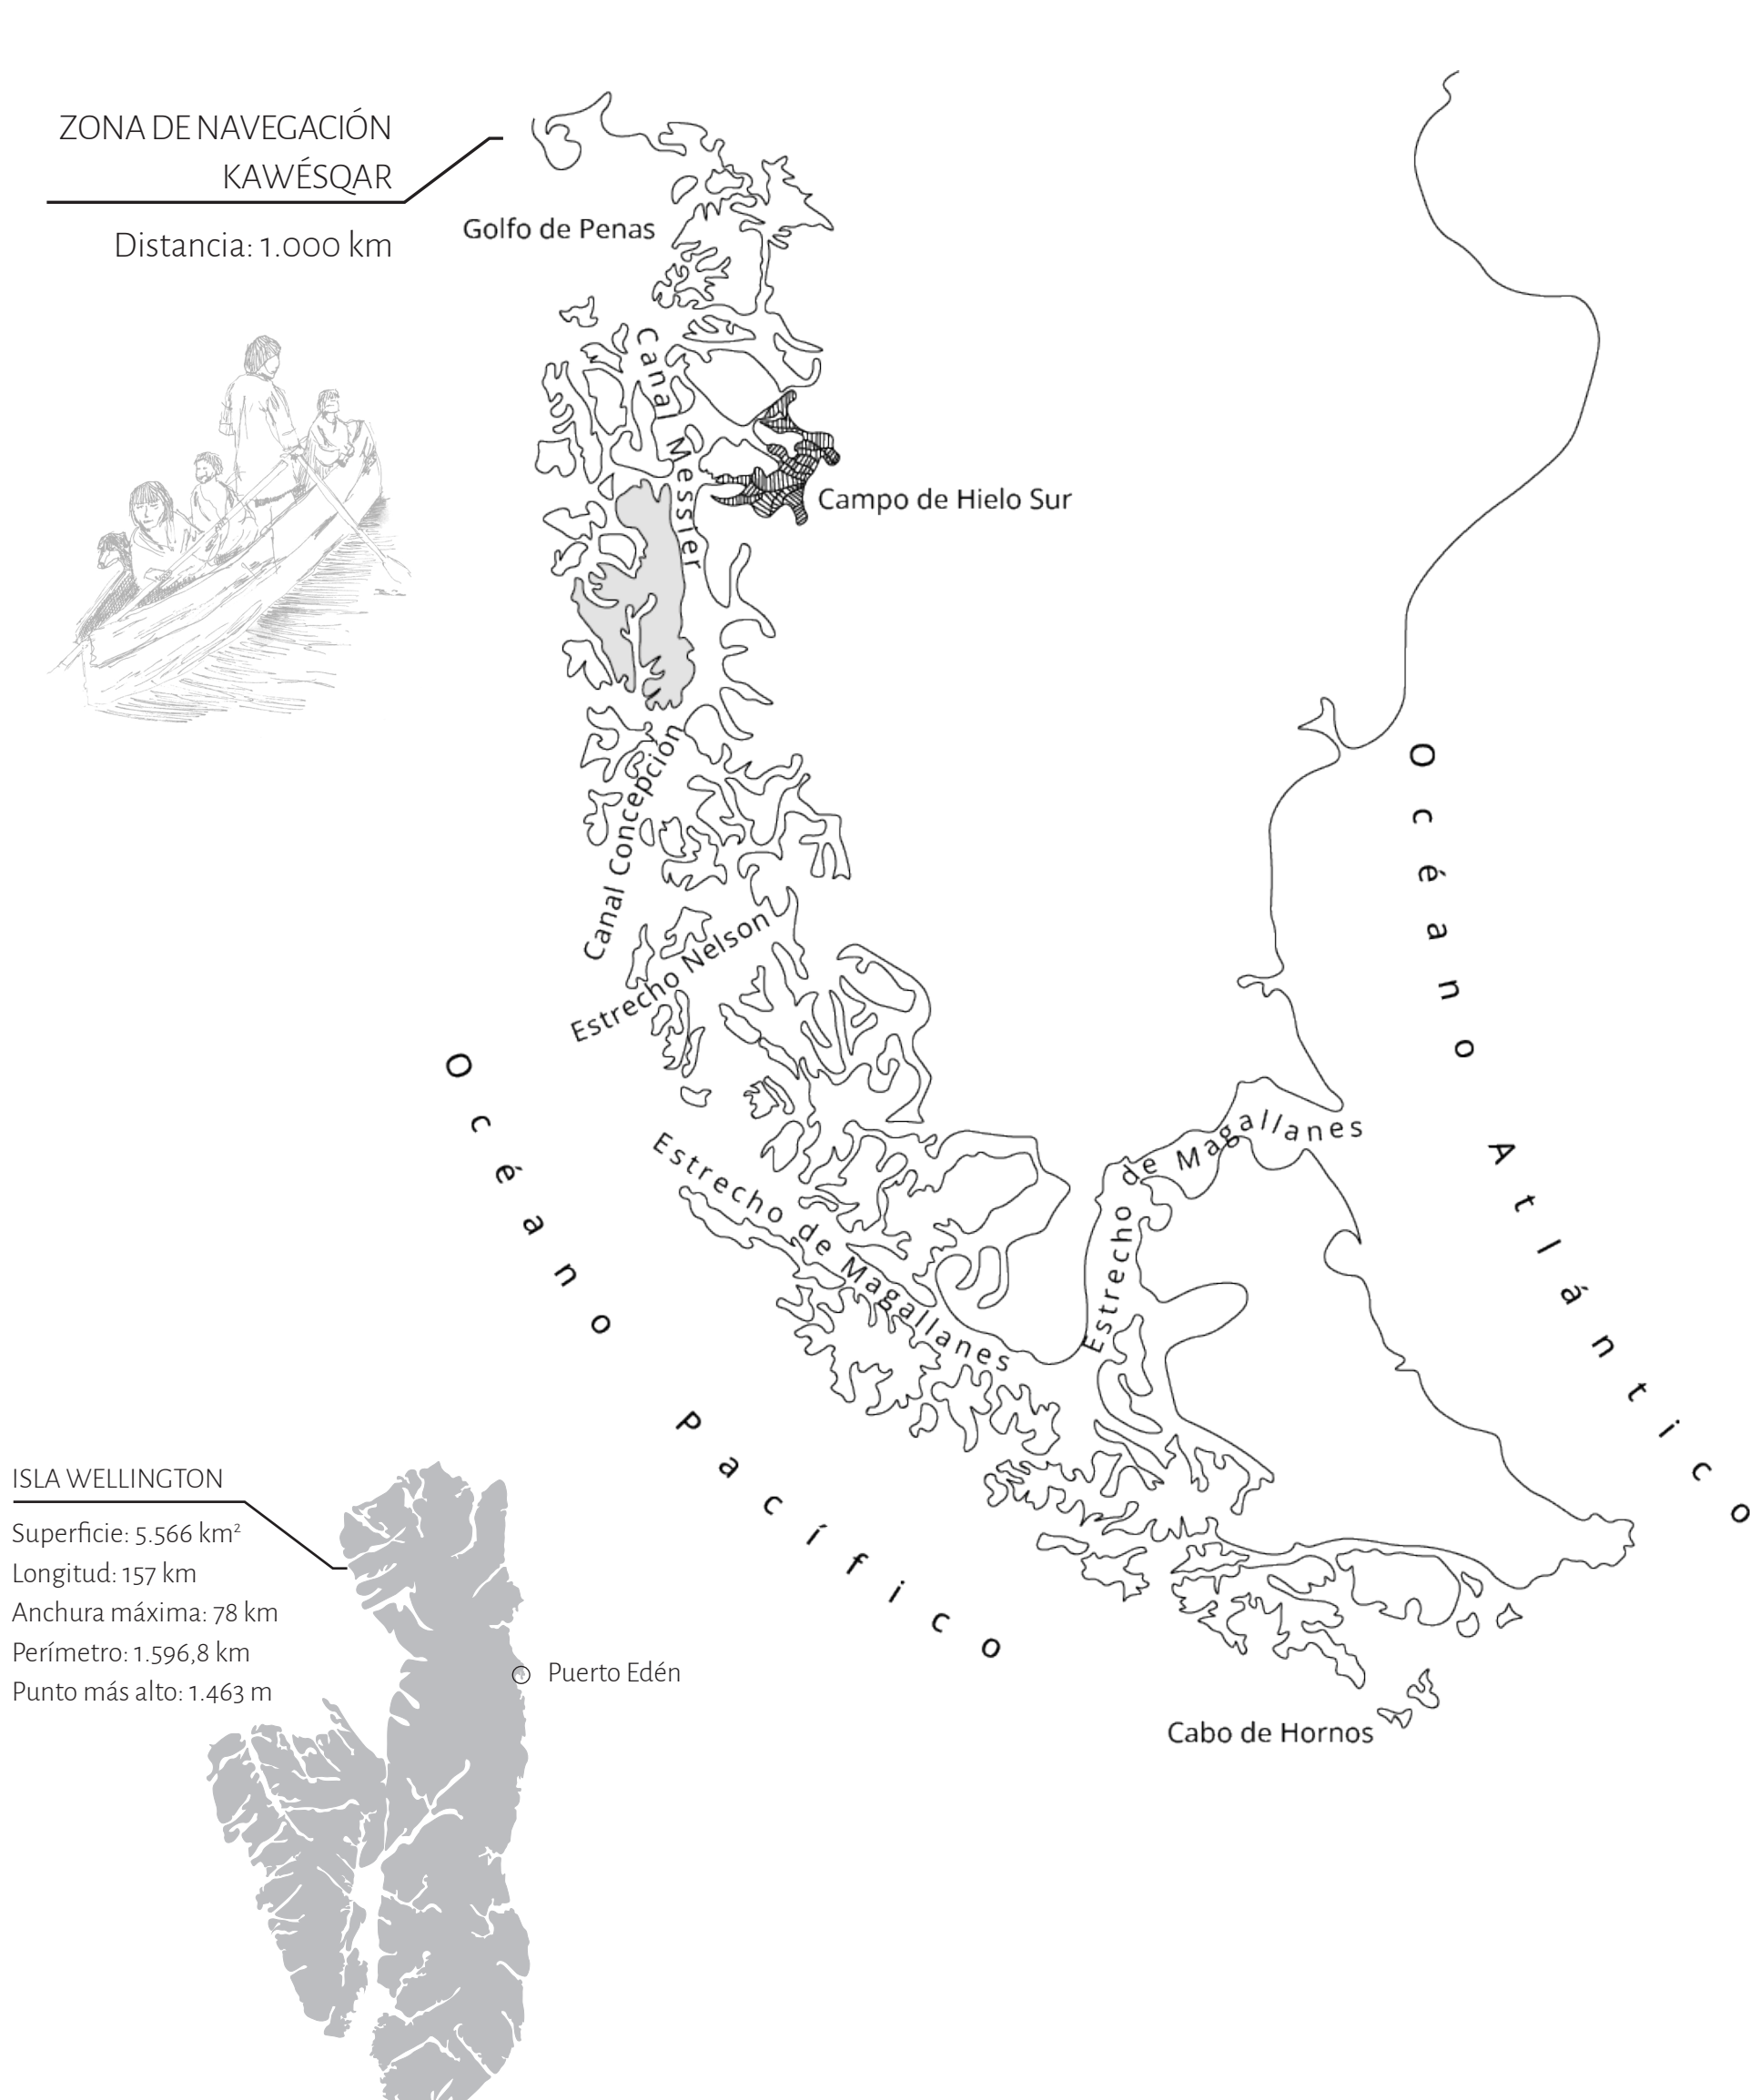 ZONA DE NAVEGACIÓN
KAWÉSQAR
Distancia: 1.000 km
Golfo de Penas
Canal Messier
Campo de Hielo Sur
Canal Concepción
Estrecho Nelson
Océano Atlántico
Océano Pacífico
Estrecho de Magallanes
Estrecho de Magallanes
ISLA WELLINGTON
Superficie: 5.566 km²
Longitud: 157 km
Anchura máxima: 78 km
Perímetro: 1.596,8 km
Punto más alto: 1.463 m
Puerto Edén
Cabo de Hornos